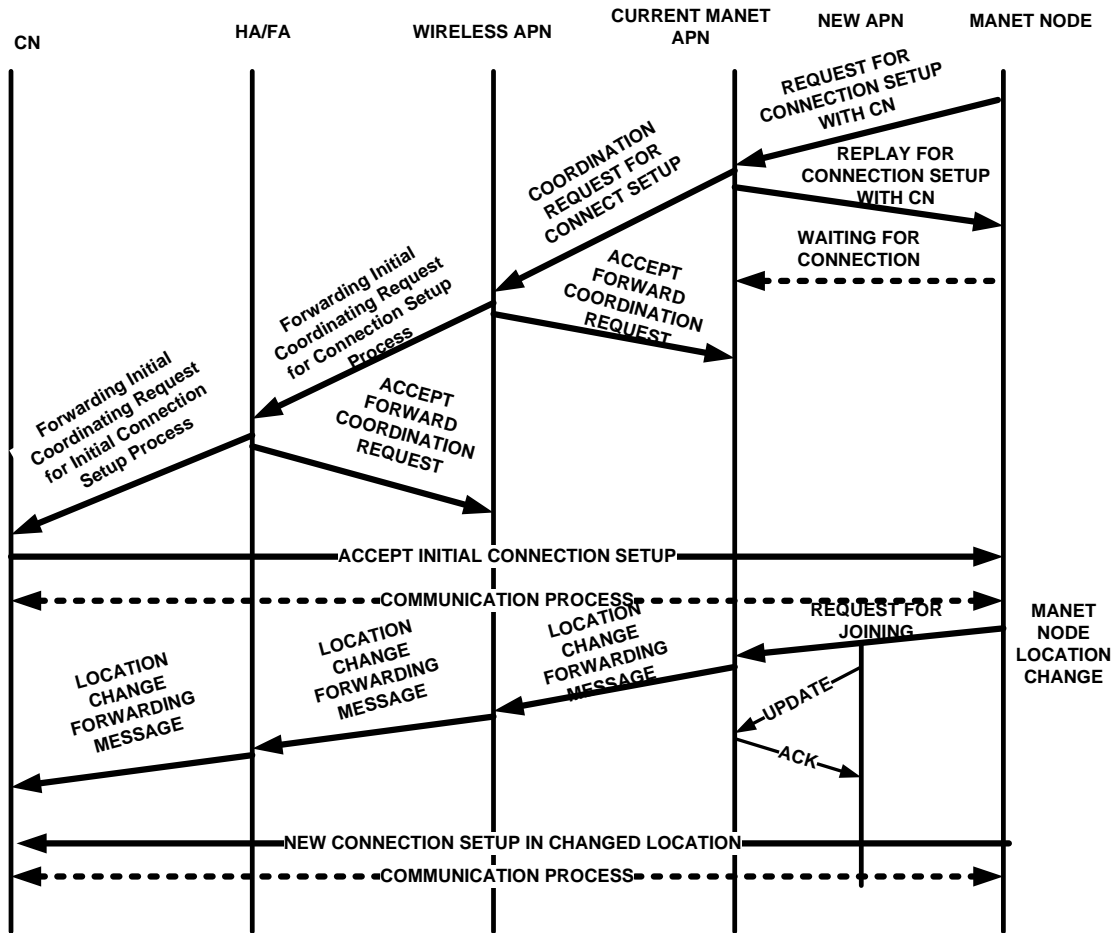 CN
HA/FA
WIRELESS APN
CURRENT MANET
APN
NEW APN
MANET NODE
REQUEST FOR
CONNECTION SETUP
WITH CN
REPLAY FOR
CONNECTION SETUP
WITH CN
WAITING FOR
CONNECTION
COORDINATION
REQUEST FOR
CONNECT SETUP
ACCEPT
FORWARD
COORDINATION
REQUEST
Forwarding Initial
Coordinating Request
for Connection Setup
Process
ACCEPT
FORWARD
COORDINATION
REQUEST
Forwarding Initial
Coordinating Request
for Initial Connection
Setup Process
ACCEPT INITIAL CONNECTION SETUP
COMMUNICATION PROCESS
REQUEST FOR
JOINING
MANET
NODE
LOCATION
CHANGE
LOCATION
CHANGE
FORWARDING
MESSAGE
LOCATION
CHANGE
FORWARDING
MESSAGE
LOCATION
CHANGE
FORWARDING
MESSAGE
UPDATE
ACK
NEW CONNECTION SETUP IN CHANGED LOCATION
COMMUNICATION PROCESS